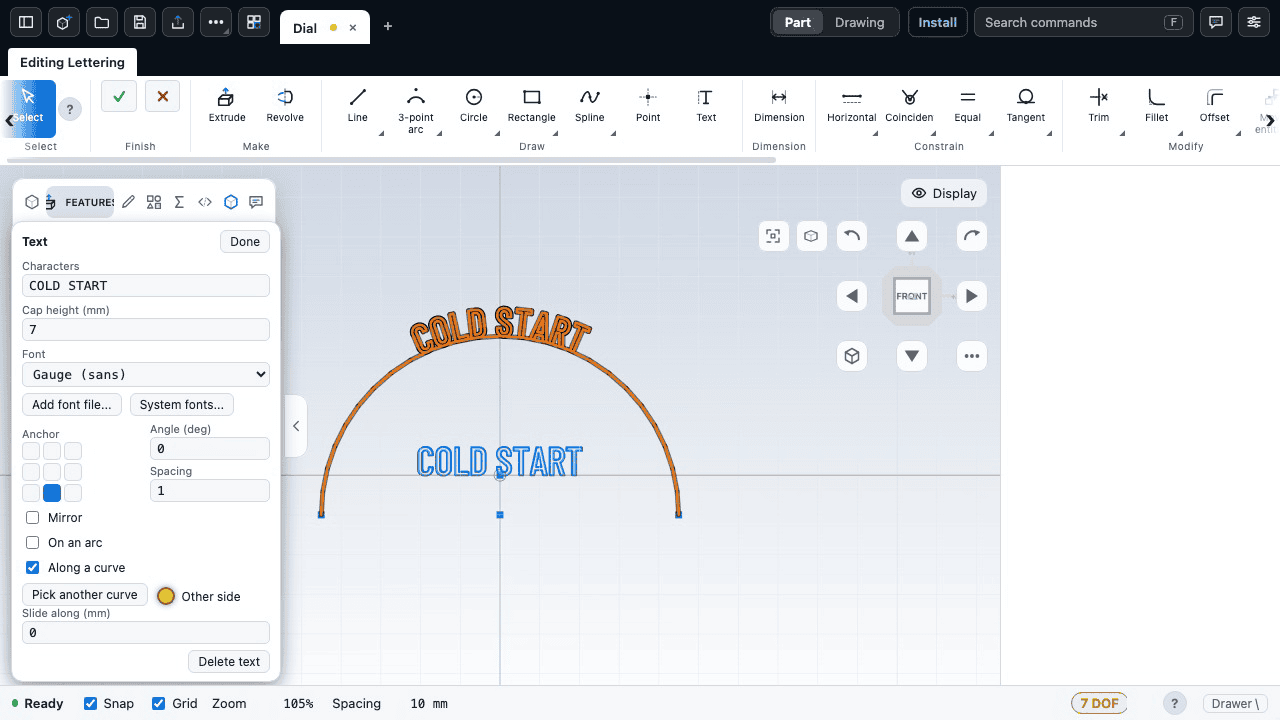 Dial
Part
Drawing
Install
Search commands
F
Editing Lettering
Select
?
Extrude
Revolve
Line
3-point
arc
Circle
Rectangle
Spline
Point
Text
Dimension
Horizontal
Coinciden
Equal
Tangent
Trim
Fillet
Offset
Select
Finish
Make
Draw
Dimension
Constrain
Modify
FEATURES
Display
FRONT
Text
Done
Characters
COLD START
Cap height (mm)
7
Font
Gauge (sans)
Add font file...
System fonts...
Anchor
Angle (deg)
0
Spacing
1
Mirror
On an arc
Along a curve
Pick another curve
Other side
Slide along (mm)
0
Delete text
COLD START
COLD START
Ready
Snap
Grid
Zoom
105%
Spacing
10 mm
7 DOF
?
Drawer \